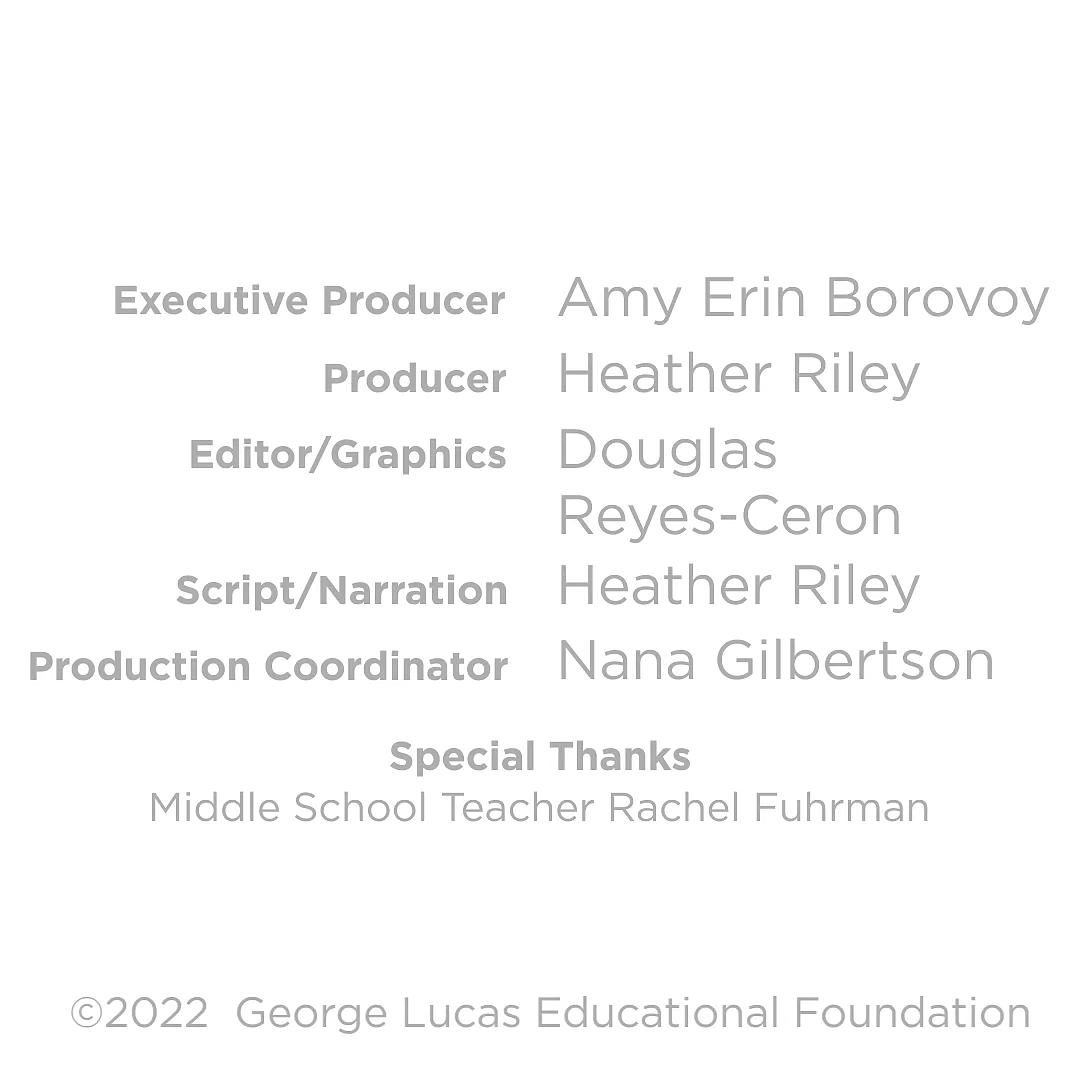 Executive Producer Amy Erin Borovoy
Producer Heather Riley
Editor/Graphics Douglas
Reyes-Ceron
Script/Narration Heather Riley
Production Coordinator Nana Gilbertson
Special Thanks
Middle School Teacher Rachel Fuhrman
©2022 George Lucas Educational Foundation